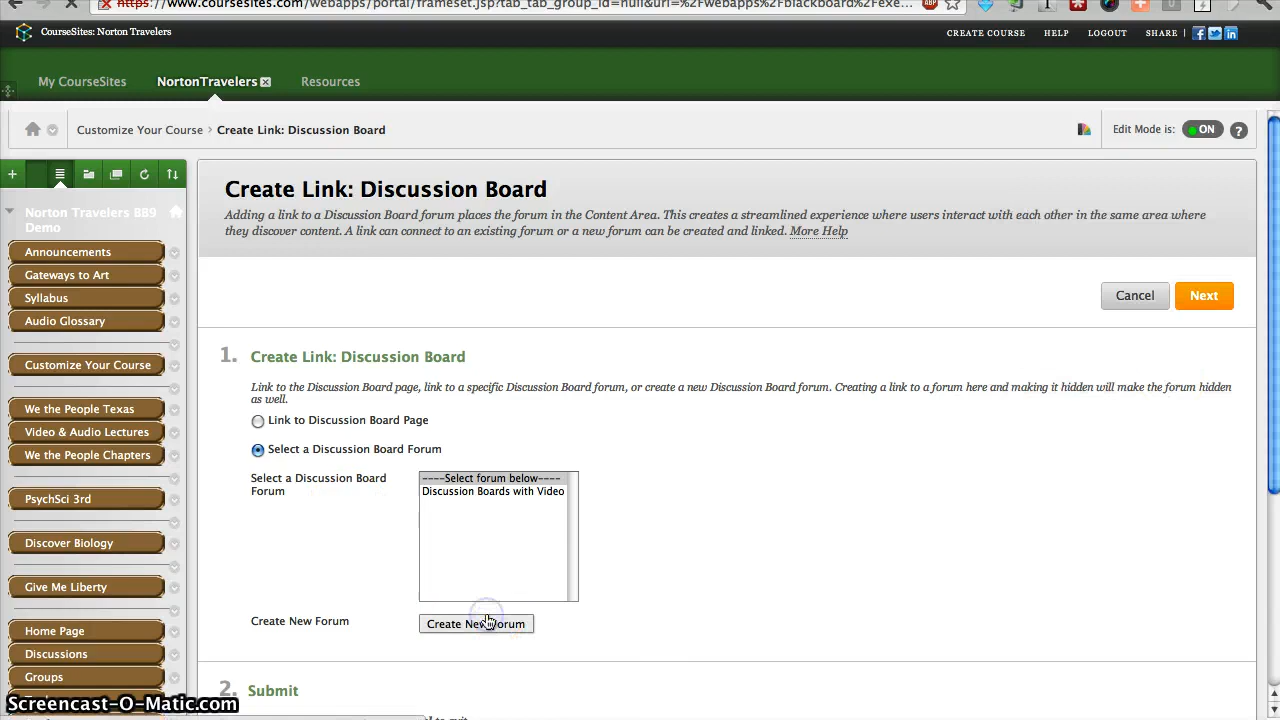 https://www.coursesites.com/webapps/portal/frameset.jsp?tab_tab_group_id=null&url=%2Fwebapps%2Fblackboard%2Fexe...
ABP
CourseSites: Norton Travelers
CREATE COURSE HELP LOGOUT SHARE
My CourseSites NortonTravelers Resources
Customize Your Course › Create Link: Discussion Board
Edit Mode is: ON ?
Norton Travelers BB9
Demo
Announcements
Gateways to Art
Syllabus
Audio Glossary
Customize Your Course
We the People Texas
Video & Audio Lectures
We the People Chapters
PsychSci 3rd
Discover Biology
Give Me Liberty
Home Page
Discussions
Groups
Create Link: Discussion Board
Adding a link to a Discussion Board forum places the forum in the Content Area. This creates a streamlined experience where users interact with each other in the same area where
they discover content. A link can connect to an existing forum or a new forum can be created and linked. More Help
Cancel Next
1. Create Link: Discussion Board
Link to the Discussion Board page, link to a specific Discussion Board forum, or create a new Discussion Board forum. Creating a link to a forum here and making it hidden will make the forum hidden
as well.
Link to Discussion Board Page
Select a Discussion Board Forum
Select a Discussion Board
Forum
----Select forum below----
Discussion Boards with Video
Create New Forum
Create New Forum
2. Submit
Screencast-O-Matic.com